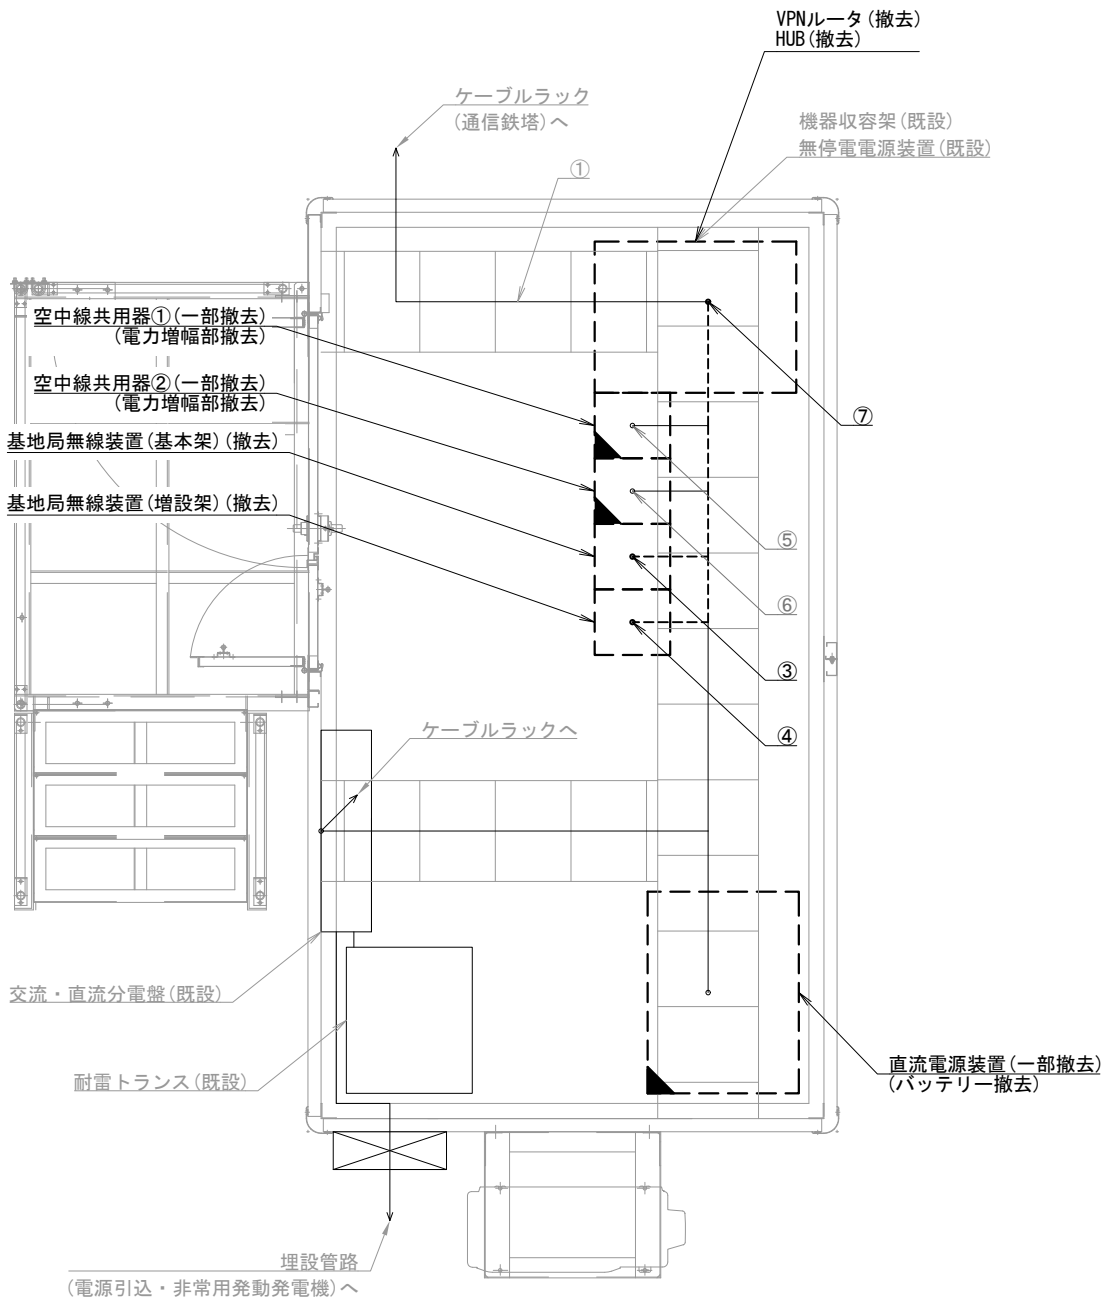 VPNルータ(撤去)
HUB(撤去)
ケーブルラック
(通信鉄塔)へ
機器収容架(既設)
無停電電源装置(既設)
①
空中線共用器①(一部撤去)
(電力増幅部撤去)
空中線共用器②(一部撤去)
(電力増幅部撤去)
⑦
基地局無線装置(基本架)(撤去)
基地局無線装置(増設架)(撤去)
⑤
⑥
③
④
ケーブルラックへ
交流・直流分電盤(既設)
耐雷トランス(既設)
直流電源装置(一部撤去)
(バッテリー撤去)
埋設管路
(電源引込・非常用発動発電機)へ